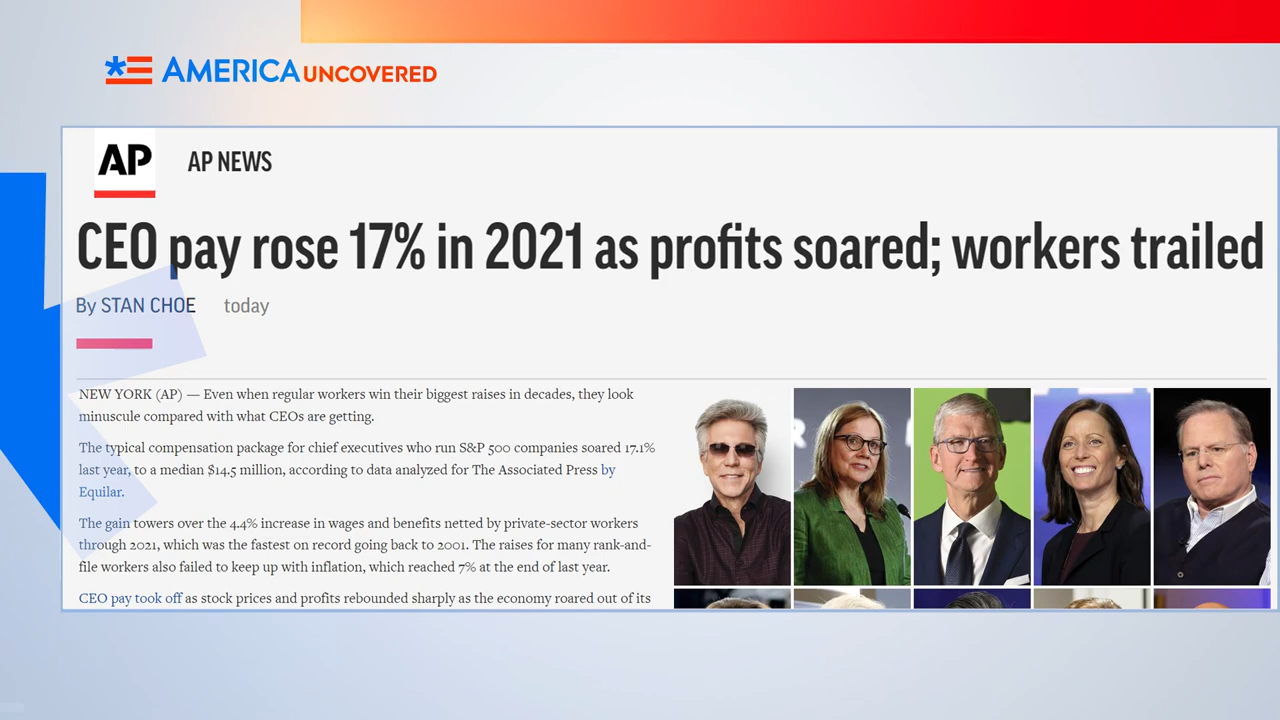 AMERICA UNCOVERED
AP AP NEWS
CEO pay rose 17% in 2021 as profits soared; workers trailed
By STAN CHOE today
NEW YORK (AP) — Even when regular workers win their biggest raises in decades, they look
minuscule compared with what CEOs are getting.
The typical compensation package for chief executives who run S&P 500 companies soared 17.1%
last year, to a median $14.5 million, according to data analyzed for The Associated Press by
Equilar.
The gain towers over the 4.4% increase in wages and benefits netted by private-sector workers
through 2021, which was the fastest on record going back to 2001. The raises for many rank-and-
file workers also failed to keep up with inflation, which reached 7% at the end of last year.
CEO pay took off as stock prices and profits rebounded sharply as the economy roared out of its